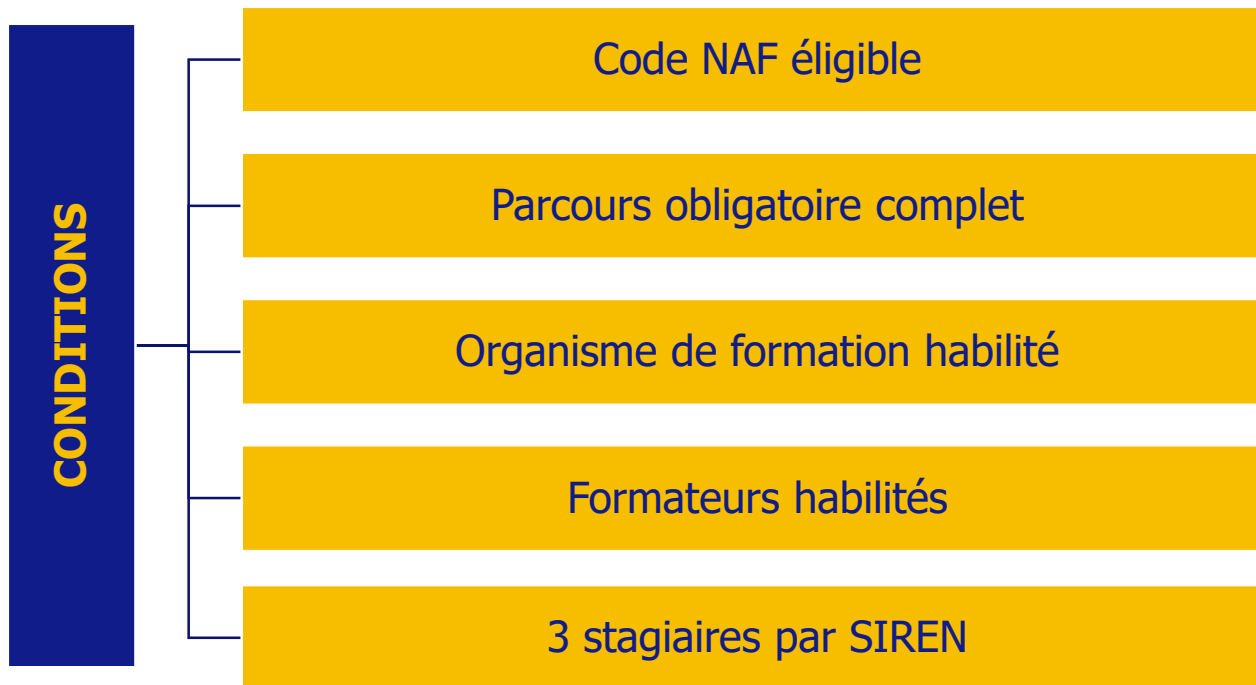 CONDITIONS
Code NAF éligible
Parcours obligatoire complet
Organisme de formation habilité
Formateurs habilités
3 stagiaires par SIREN